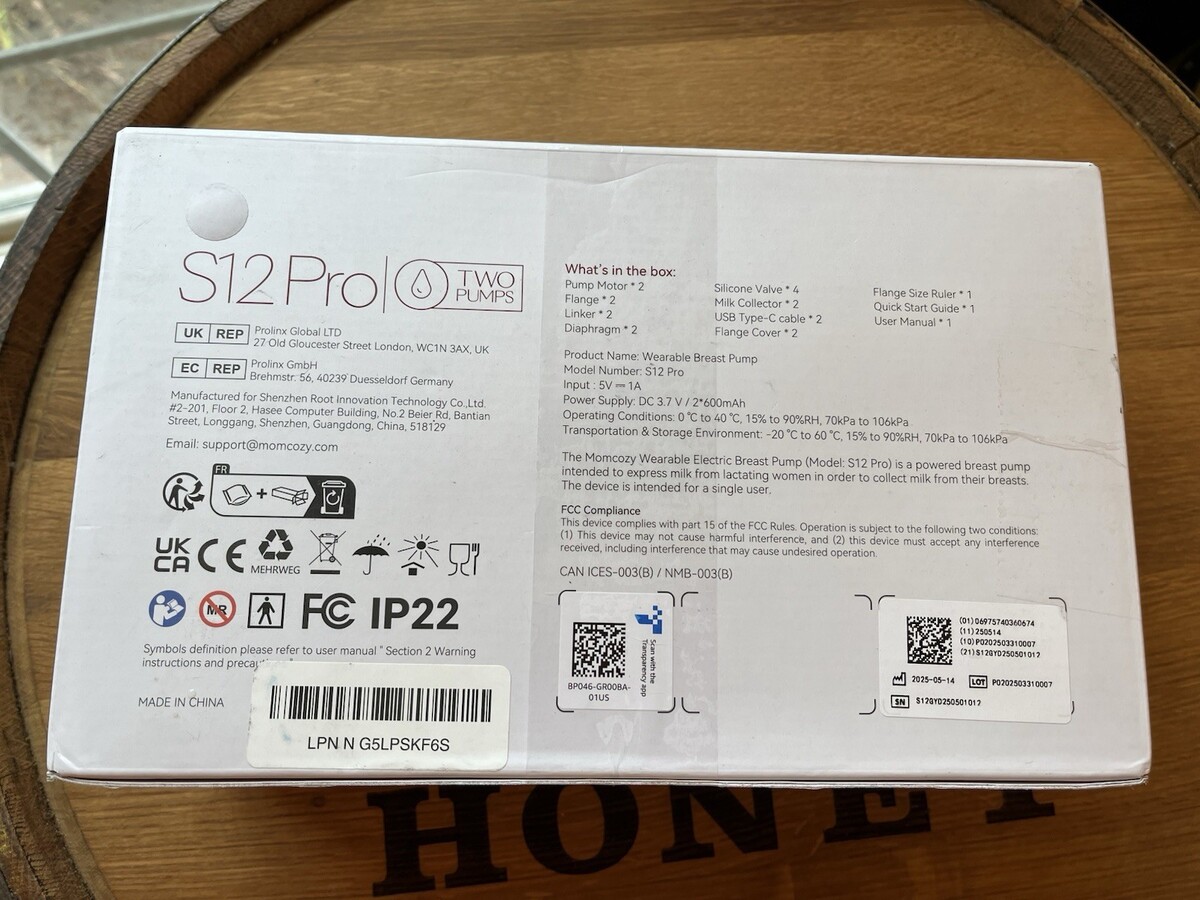 S12 Pro
TWO
PUMPS
UK REP
Prolinx Global LTD
27 Old Gloucester Street London, WC1N 3AX, UK
EC REP
Prolinx GmbH
Brehmstr. 56, 40239 Duesseldorf Germany
Manufactured for Shenzhen Root Innovation Technology Co.,Ltd.
#2-201, Floor 2, Hasee Computer Building, No.2 Beier Rd, Bantian
Street, Longgang, Shenzhen, Guangdong, China, 518129
Email: support@momcozy.com
FR
UK
CA
CE
MEHRWEG
MR
FC
IP22
Symbols definition please refer to user manual " Section 2 Warning
instructions and
MADE IN CHINA
LPN N G5LPSKF6S
What's in the box:
Pump Motor * 2
Flange * 2
Linker * 2
Diaphragm * 2
Silicone Valve * 4
Milk Collector * 2
USB Type-C cable * 2
Flange Cover * 2
Flange Size Ruler * 1
Quick Start Guide * 1
User Manual * 1
Product Name: Wearable Breast Pump
Model Number: S12 Pro
Input : 5V ⎓ 1A
Power Supply: DC 3.7 V / 2*600mAh
Operating Conditions: 0 °C to 40 °C, 15% to 90%RH, 70kPa to 106kPa
Transportation & Storage Environment: -20 °C to 60 °C, 15% to 90%RH, 70kPa to 106kPa
The Momcozy Wearable Electric Breast Pump (Model: S12 Pro) is a powered breast pump
intended to express milk from lactating women in order to collect milk from their breasts.
The device is intended for a single user.
FCC Compliance
This device complies with part 15 of the FCC Rules. Operation is subject to the following two conditions:
(1) This device may not cause harmful interference, and (2) this device must accept any interference
received, including interference that may cause undesired operation.
CAN ICES-003(B) / NMB-003(B)
Scan with the
Transparency app
BP046-GR00BA-
01US
(01)06975740360674
(11)250514
(10)P0202503310007
(21)S12GYD250501012
2025-05-14
LOT P0202503310007
SN S12GYD250501012
HONEY